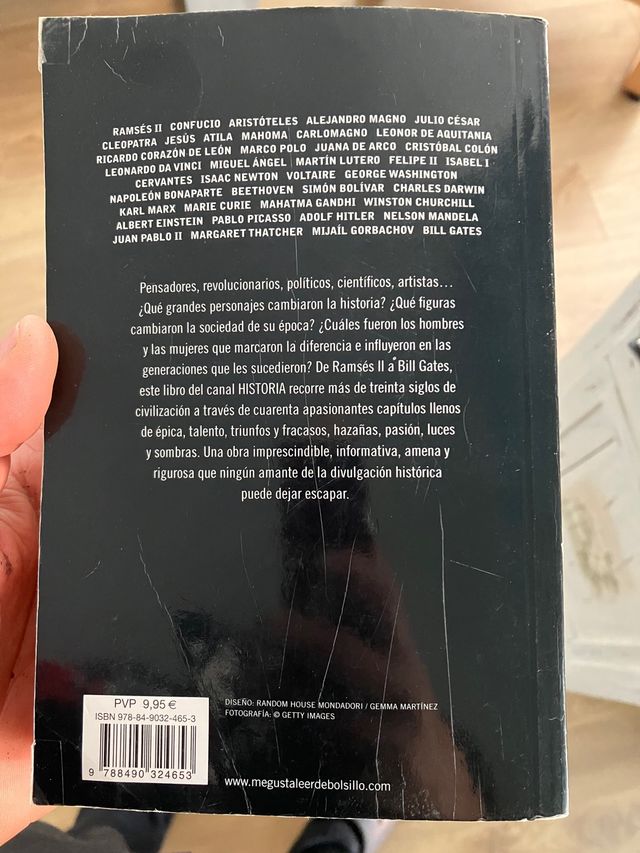 RAMSÉS II CONFUCIO ARISTÓTELES ALEJANDRO MAGNO JULIO CÉSAR
CLEOPATRA JESÚS ATILA MAHOMA CARLOMAGNO LEONOR DE AQUITANIA
RICARDO CORAZÓN DE LEÓN MARCO POLO JUANA DE ARCO CRISTÓBAL COLÓN
LEONARDO DA VINCI MIGUEL ÁNGEL MARTÍN LUTERO FELIPE II ISABEL I
CERVANTES ISAAC NEWTON VOLTAIRE GEORGE WASHINGTON
NAPOLEÓN BONAPARTE BEETHOVEN SIMÓN BOLÍVAR CHARLES DARWIN
KARL MARX MARIE CURIE MAHATMA GANDHI WINSTON CHURCHILL
ALBERT EINSTEIN PABLO PICASSO ADOLF HITLER NELSON MANDELA
JUAN PABLO II MARGARET THATCHER MIJAÍL GORBACHOV BILL GATES
Pensadores, revolucionarios, políticos, científicos, artistas…
¿Qué grandes personajes cambiaron la historia? ¿Qué figuras
cambiaron la sociedad de su época? ¿Cuáles fueron los hombres
y las mujeres que marcaron la diferencia e influyeron en las
generaciones que les sucedieron? De Ramsés II a Bill Gates,
este libro del canal HISTORIA recorre más de treinta siglos de
civilización a través de cuarenta apasionantes capítulos llenos
de épica, talento, triunfos y fracasos, hazañas, pasión, luces
y sombras. Una obra imprescindible, informativa, amena y
rigurosa que ningún amante de la divulgación histórica
puede dejar escapar.
PVP 9,95 €
ISBN 978-84-9032-465-3
9 788490 324653
DISEÑO: RANDOM HOUSE MONDADORI / GEMMA MARTÍNEZ
FOTOGRAFÍA: © GETTY IMAGES
www.megustaleerdebolsillo.com